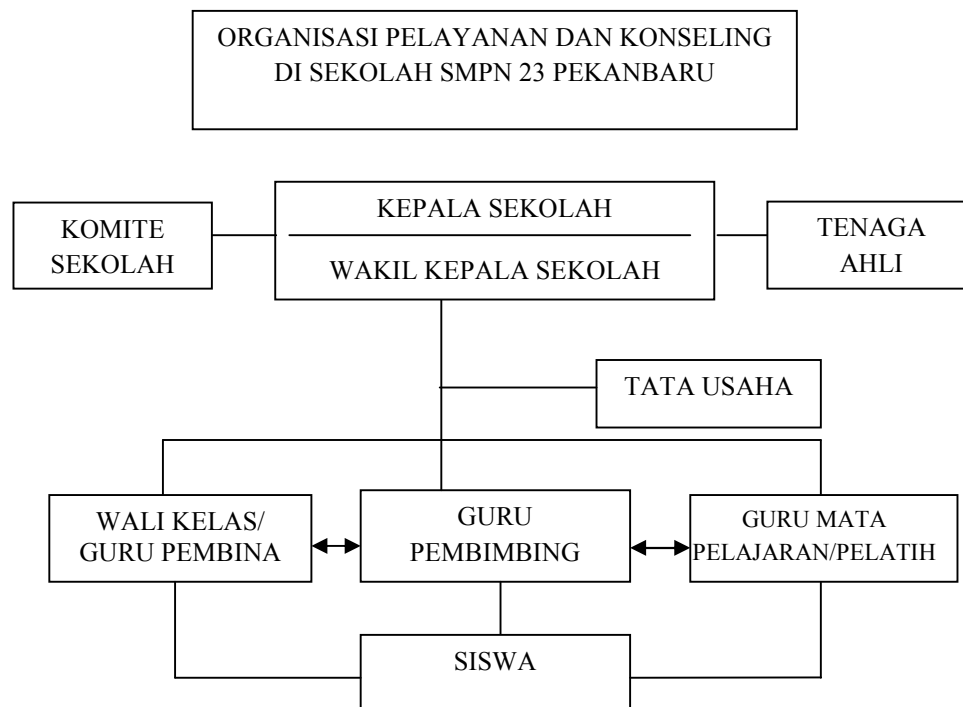 ORGANISASI PELAYANAN DAN KONSELING
DI SEKOLAH SMPN 23 PEKANBARU
KOMITE
SEKOLAH
KEPALA SEKOLAH
WAKIL KEPALA SEKOLAH
TENAGA
AHLI
TATA USAHA
WALI KELAS/
GURU PEMBINA
GURU
PEMBIMBING
GURU MATA
PELAJARAN/PELATIH
SISWA